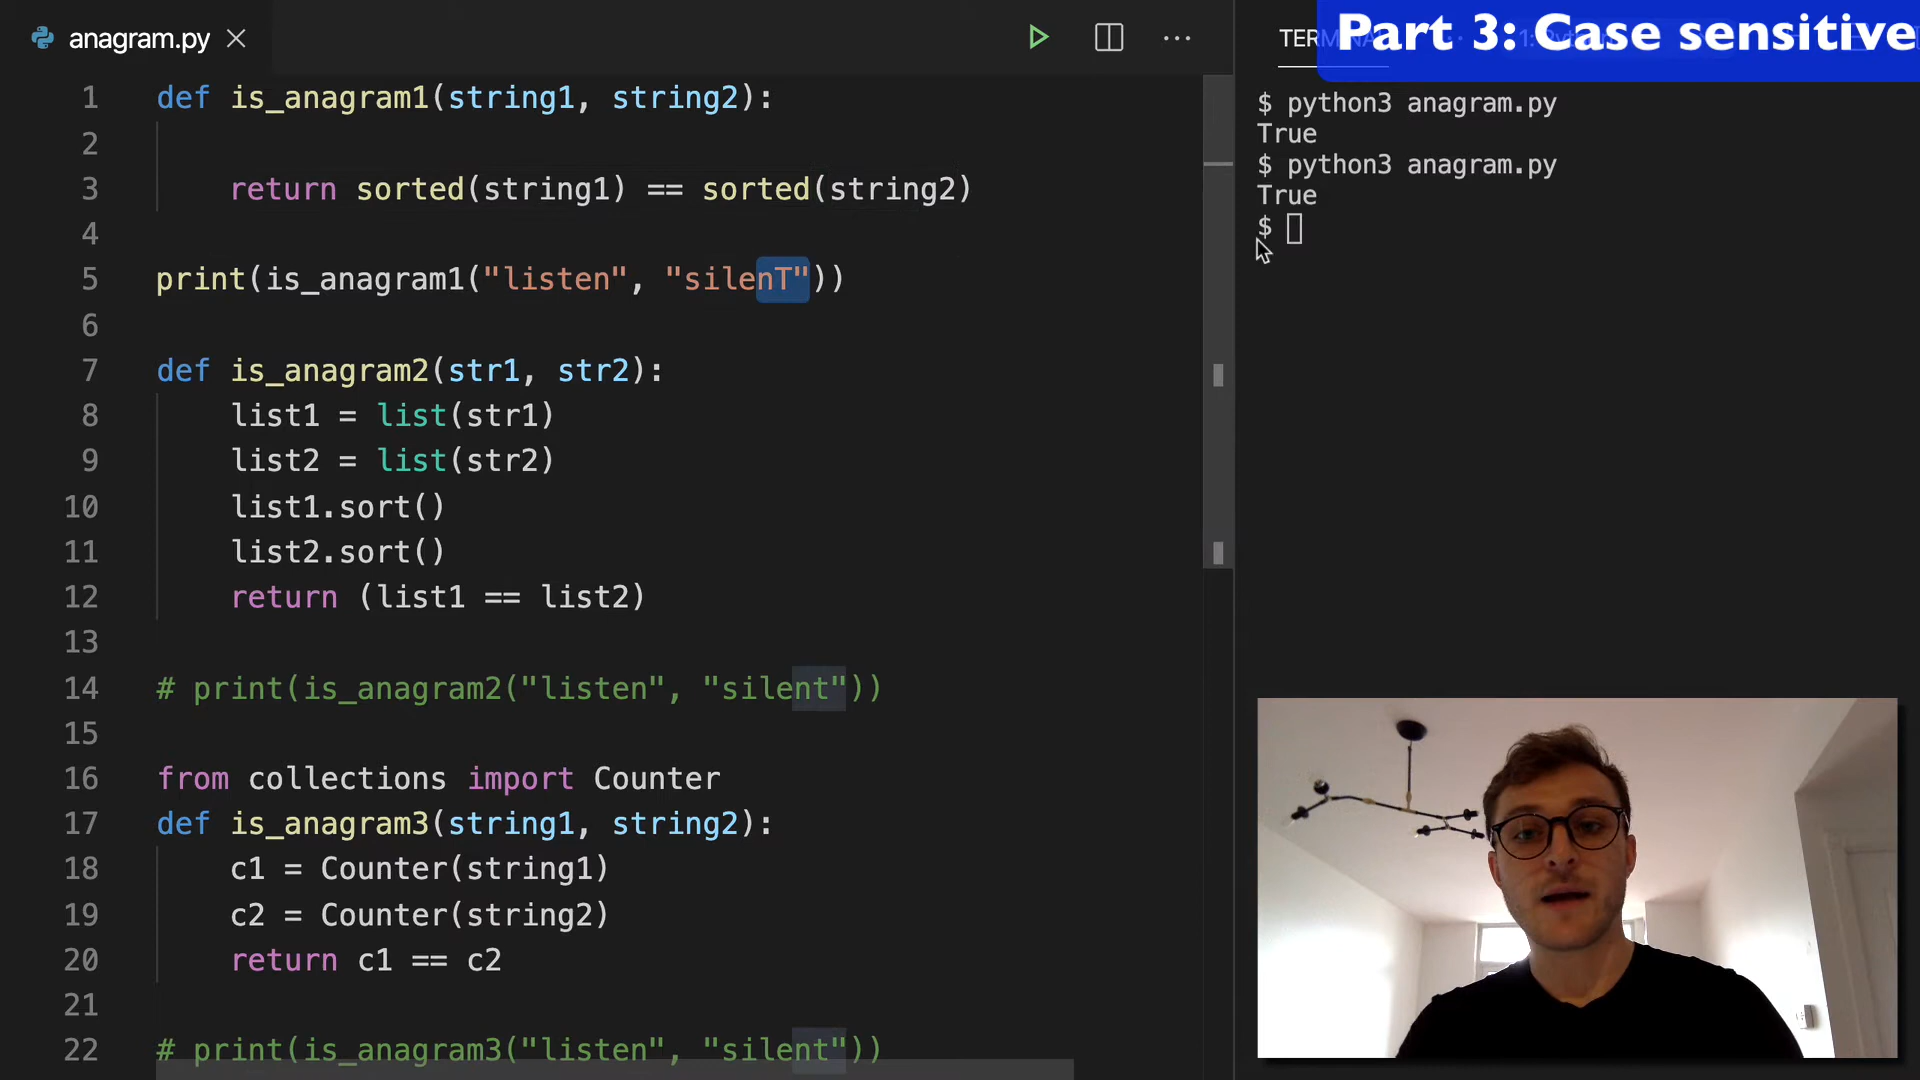 anagram.py
Part 3: Case sensitive
1 def is_anagram1(string1, string2):
2
3 return sorted(string1) == sorted(string2)
4
5 print(is_anagram1("listen", "silenT"))
6
7 def is_anagram2(str1, str2):
8 list1 = list(str1)
9 list2 = list(str2)
10 list1.sort()
11 list2.sort()
12 return (list1 == list2)
13
14 # print(is_anagram2("listen", "silent"))
15
16 from collections import Counter
17 def is_anagram3(string1, string2):
18 c1 = Counter(string1)
19 c2 = Counter(string2)
20 return c1 == c2
21
22 # print(is_anagram3("listen", "silent"))
$ python3 anagram.py
True
$ python3 anagram.py
True
$